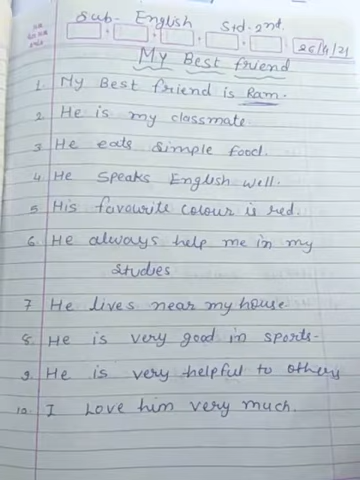 Sub- English Std-2nd.
26/4/21
My Best friend
1. My Best friend is Ram.
2. He is my classmate
3. He eats simple food.
4. He speaks English well.
5. His favourite colour is red.
6. He always help me in my
studies
7. He lives near my house
8. He is very good in sports-
9. He is very helpful to others
10. I Love him very much.